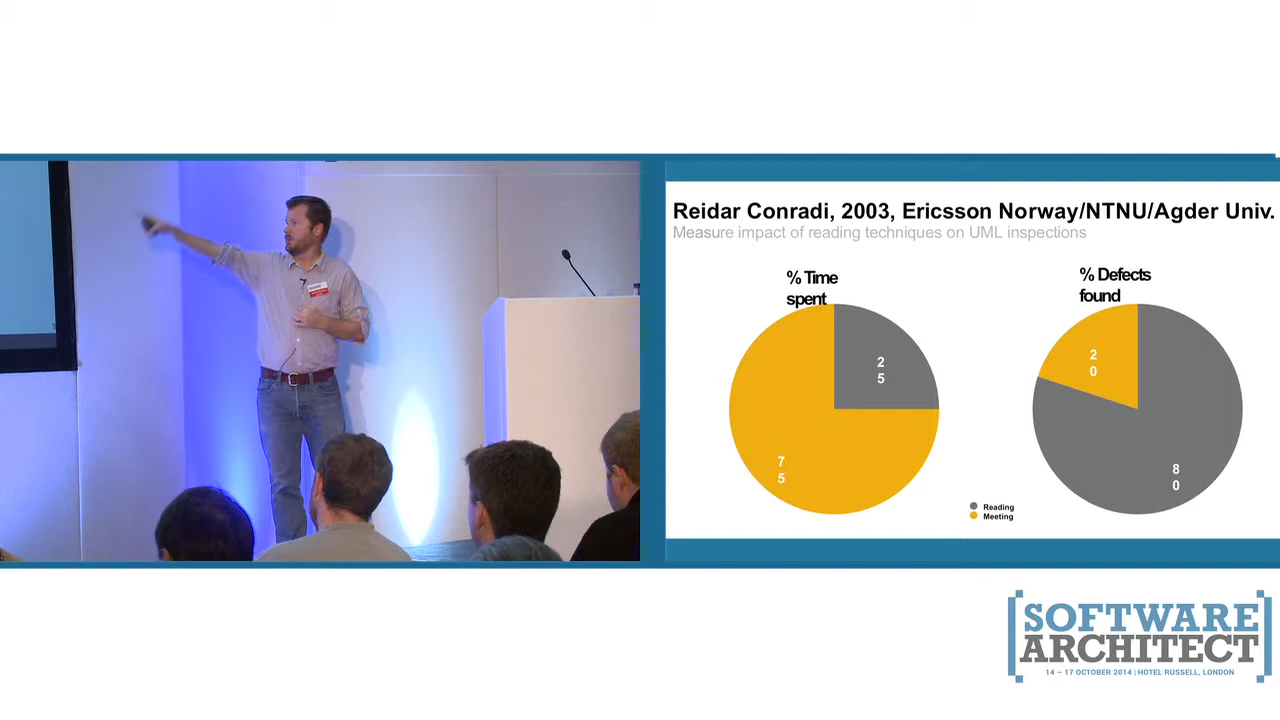 Reidar Conradi, 2003, Ericsson Norway/NTNU/Agder Univ.
Measure impact of reading techniques on UML inspections
% Time
spent
2
5
7
5
% Defects
found
2
0
8
0
Reading
Meeting
SOFTWARE
ARCHITECT
14 – 17 OCTOBER 2014 | HOTEL RUSSELL, LONDON